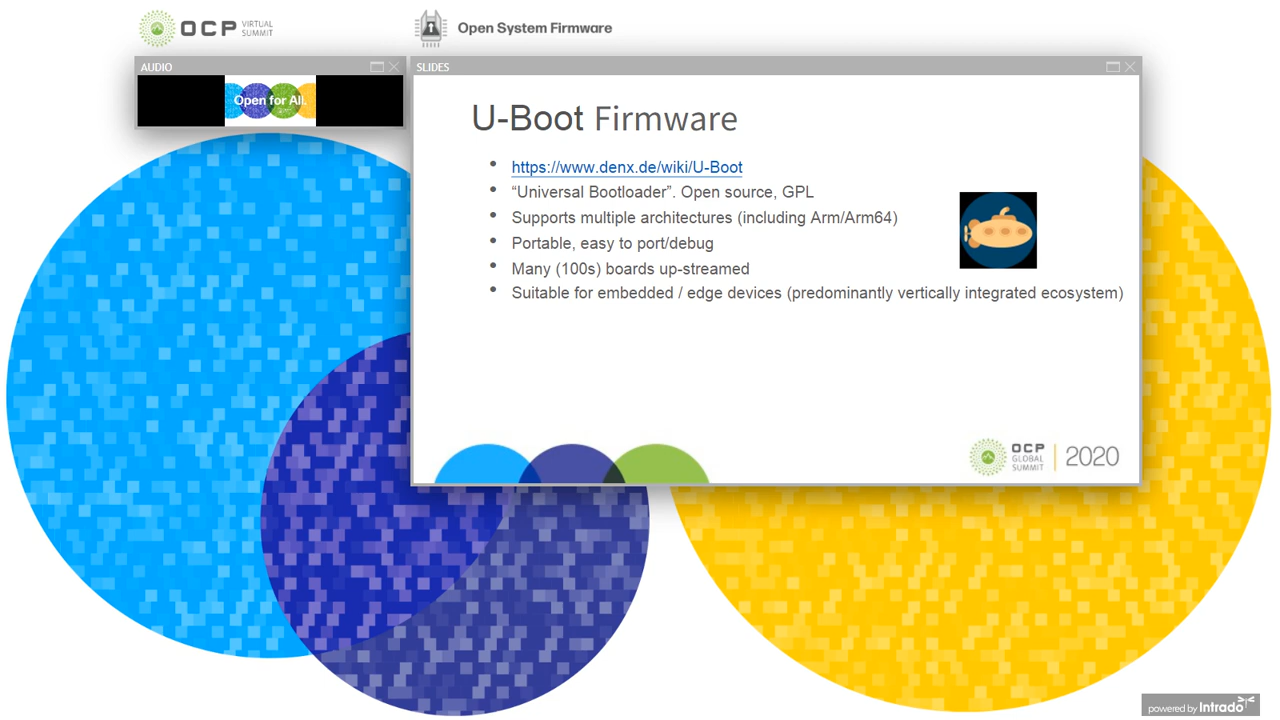 OCP VIRTUAL SUMMIT
Open System Firmware
AUDIO
Open for All.
SLIDES
U-Boot Firmware
• https://www.denx.de/wiki/U-Boot
• “Universal Bootloader”. Open source, GPL
• Supports multiple architectures (including Arm/Arm64)
• Portable, easy to port/debug
• Many (100s) boards up-streamed
• Suitable for embedded / edge devices (predominantly vertically integrated ecosystem)
OCP GLOBAL SUMMIT 2020
powered by Intrado